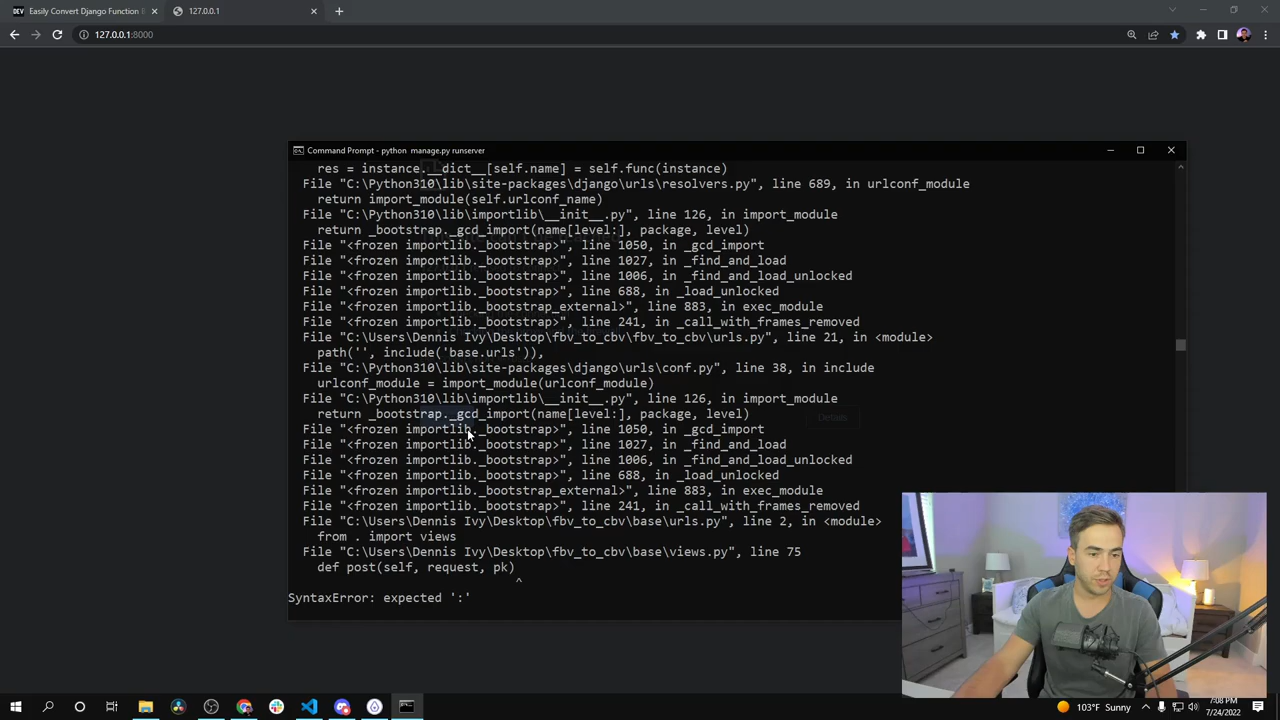 DEV Easily Convert Django Function
127.0.0.1
127.0.0.1:8000
Command Prompt - python manage.py runserver
res = instance.__dict__[self.name] = self.func(instance)
File "C:\Python310\lib\site-packages\django\urls\resolvers.py", line 689, in urlconf_module
return import_module(self.urlconf_name)
File "C:\Python310\lib\importlib\__init__.py", line 126, in import_module
return _bootstrap._gcd_import(name[level:], package, level)
File "<frozen importlib._bootstrap>", line 1050, in _gcd_import
File "<frozen importlib._bootstrap>", line 1027, in _find_and_load
File "<frozen importlib._bootstrap>", line 1006, in _find_and_load_unlocked
File "<frozen importlib._bootstrap>", line 688, in _load_unlocked
File "<frozen importlib._bootstrap_external>", line 883, in exec_module
File "<frozen importlib._bootstrap>", line 241, in _call_with_frames_removed
File "C:\Users\Dennis Ivy\Desktop\fbv_to_cbv\fbv_to_cbv\urls.py", line 21, in <module>
path('', include('base.urls')),
File "C:\Python310\lib\site-packages\django\urls\conf.py", line 38, in include
urlconf_module = import_module(urlconf_module)
File "C:\Python310\lib\importlib\__init__.py", line 126, in import_module
return _bootstrap._gcd_import(name[level:], package, level)
Details
File "<frozen importlib._bootstrap>", line 1050, in _gcd_import
File "<frozen importlib._bootstrap>", line 1027, in _find_and_load
File "<frozen importlib._bootstrap>", line 1006, in _find_and_load_unlocked
File "<frozen importlib._bootstrap>", line 688, in _load_unlocked
File "<frozen importlib._bootstrap_external>", line 883, in exec_module
File "<frozen importlib._bootstrap>", line 241, in _call_with_frames_removed
File "C:\Users\Dennis Ivy\Desktop\fbv_to_cbv\base\urls.py", line 2, in <module>
from . import views
File "C:\Users\Dennis Ivy\Desktop\fbv_to_cbv\base\views.py", line 75
def post(self, request, pk)
^
SyntaxError: expected ':'
103°F Sunny
7:08 PM
7/24/2022